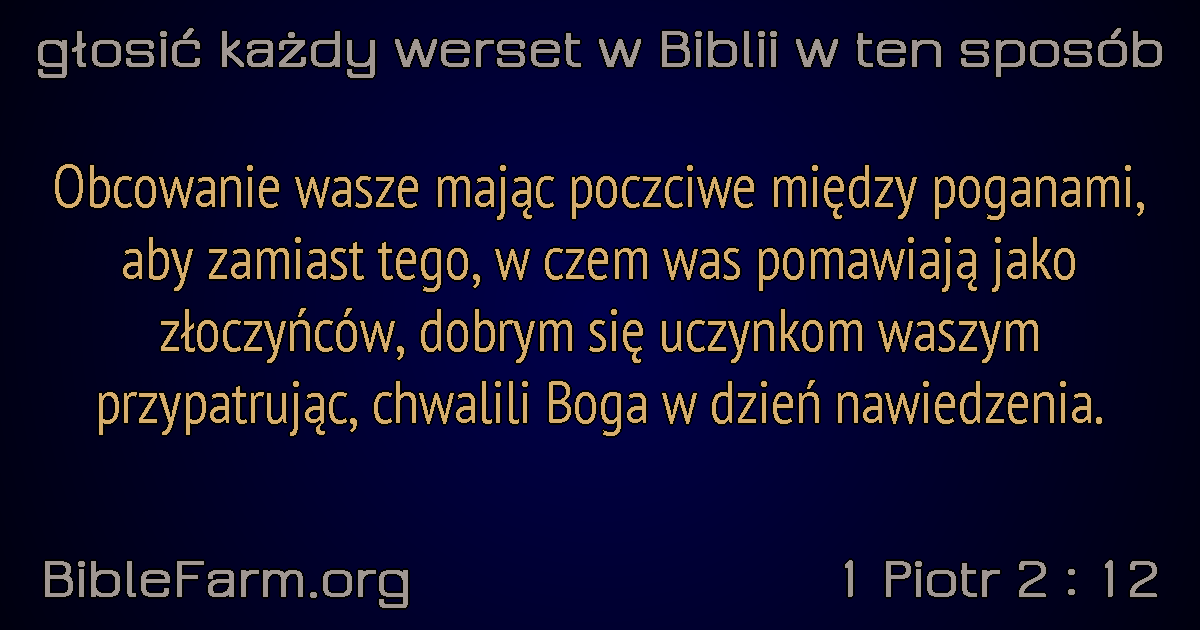 głosić każdy werset w Biblii w ten sposób
Obcowanie wasze mając poczciwe między poganami,
aby zamiast tego, w czem was pomawiają jako
złoczyńców, dobrym się uczynkom waszym
przypatrując, chwalili Boga w dzień nawiedzenia.
BibleFarm.org
1 Piotr 2 : 12